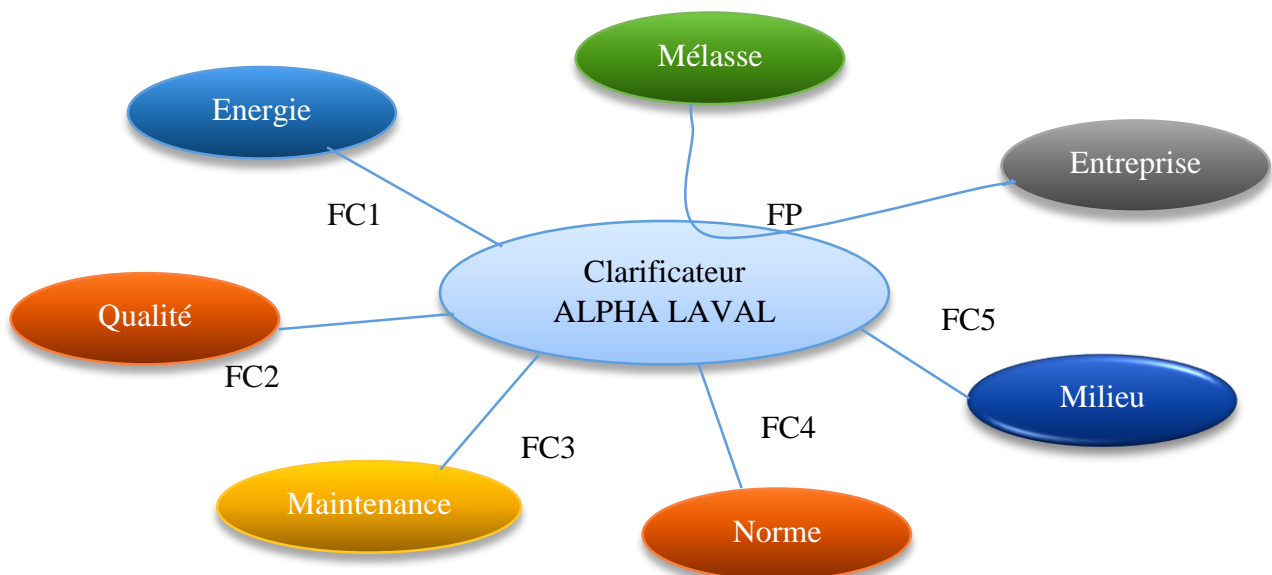 Mélasse
Energie
Entreprise
FC1
FP
Clarificateur
ALPHA LAVAL
Qualité
FC5
FC2
Milieu
FC4
FC3
Maintenance
Norme